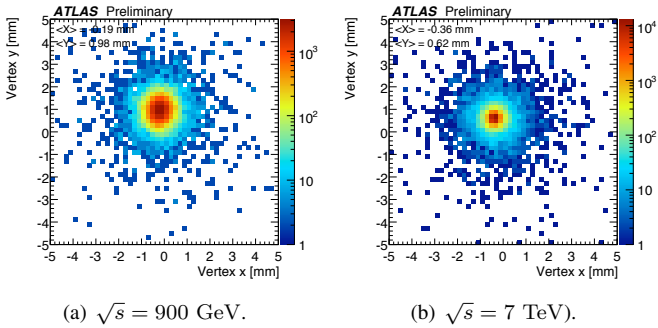 ATLAS Preliminary
<X> = -0.19 mm
<Y> = 0.98 mm
Vertex y [mm]
5
4
3
2
1
0
-1
-2
-3
-4
-5
-5 -4 -3 -2 -1 0 1 2 3 4 5
Vertex x [mm]
10³
10²
10
1
(a) √s = 900 GeV.
ATLAS Preliminary
<X> = -0.36 mm
<Y> = 0.62 mm
Vertex y [mm]
5
4
3
2
1
0
-1
-2
-3
-4
-5
-5 -4 -3 -2 -1 0 1 2 3 4 5
Vertex x [mm]
10⁴
10³
10²
10
1
(b) √s = 7 TeV).